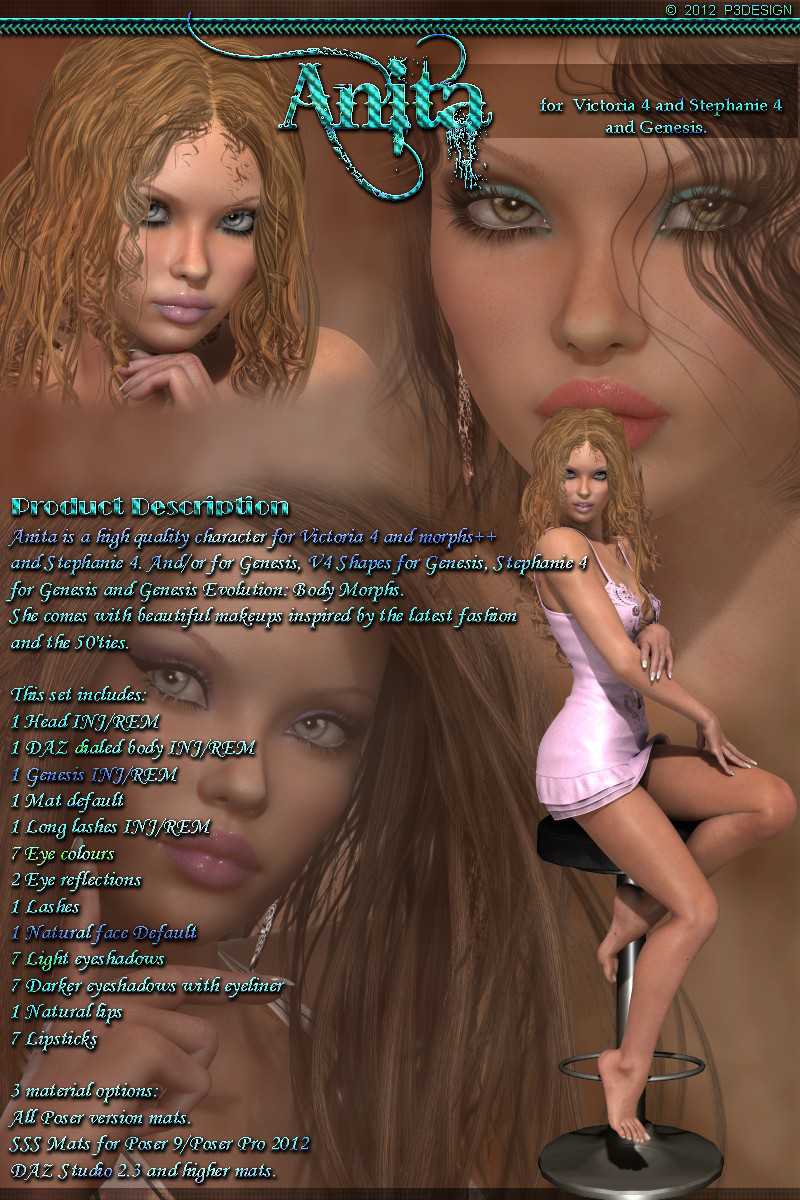 © 2012 P3DESIGN
Anita
for Victoria 4 and Stephanie 4
and Genesis.
Product Description
Anita is a high quality character for Victoria 4 and morphs++
and Stephanie 4. And/or for Genesis, V4 Shapes for Genesis, Stephanie 4
for Genesis and Genesis Evolution: Body Morphs.
She comes with beautiful makeups inspired by the latest fashion
and the 50'ties.
This set includes:
1 Head INJ/REM
1 DAZ dialed body INJ/REM
1 Genesis INJ/REM
1 Mat default
1 Long lashes INJ/REM
7 Eye colours
2 Eye reflections
1 Lashes
1 Natural face Default
7 Light eyeshadows
7 Darker eyeshadows with eyeliner
1 Natural lips
7 Lipsticks
3 material options:
All Poser version mats.
SSS Mats for Poser 9/Poser Pro 2012
DAZ Studio 2.3 and higher mats.